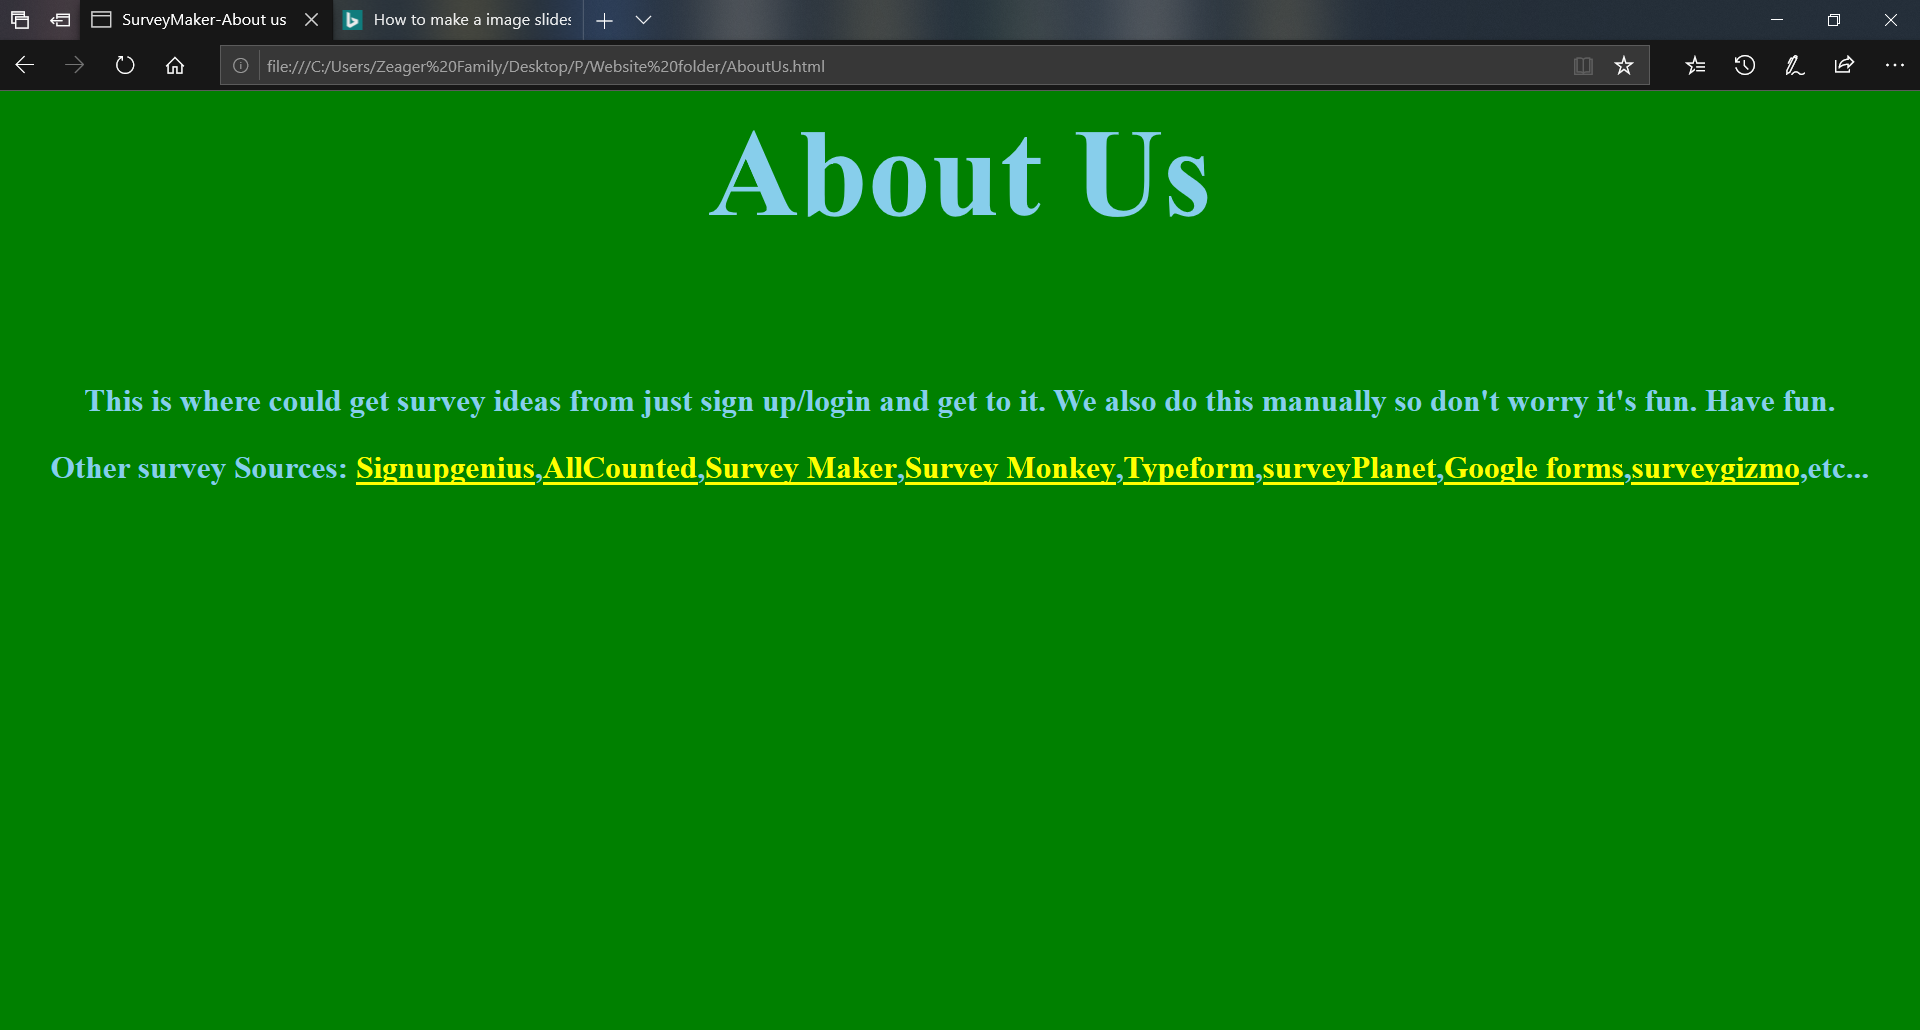 SurveyMaker-About us
How to make a image slides
file:///C:/Users/Zeager%20Family/Desktop/P/Website%20folder/AboutUs.html
About Us
This is where could get survey ideas from just sign up/login and get to it. We also do this manually so don't worry it's fun. Have fun.
Other survey Sources: Signupgenius,AllCounted,Survey Maker,Survey Monkey,Typeform,surveyPlanet,Google forms,surveygizmo,etc...